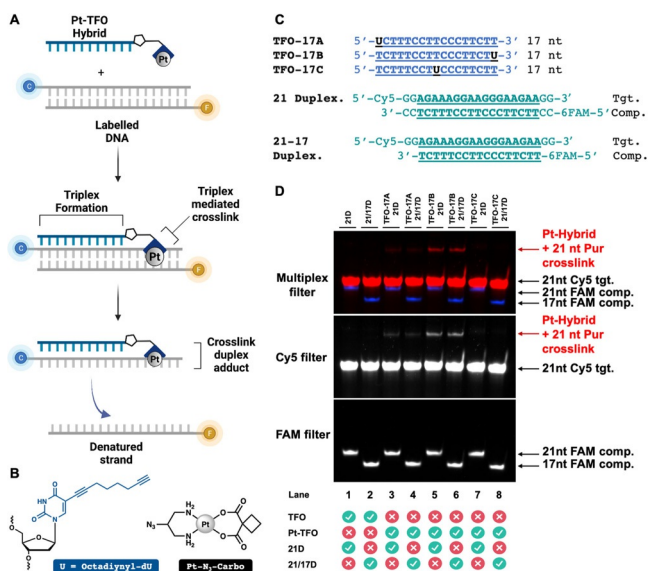 A
Pt-TFO
Hybrid
Pt
+
C
F
Labelled
DNA
Triplex
Formation
Triplex
mediated
crosslink
C
Pt
F
C
Pt
Crosslink
duplex
adduct
F
Denatured
strand
B
O
HN
O
N
O
O
O
U = Octadiynyl-dU
NH₂
N₃
Pt
NH₂
O
O
O
O
Pt-N₃-Carbo
C
TFO-17A 5'-UCTTTCCTTCCCTTCTT-3' 17 nt
TFO-17B 5'-TCTTTCCTTCCCTTCTU-3' 17 nt
TFO-17C 5'-TCTTTCCTUCCCTTCTT-3' 17 nt
21 Duplex. 5'-Cy5-GGAGAAAGGAAGGGAAGAAGG-3' Tgt.
3'-CCTCTTTCCTTCCCTTCTTCC-6FAM-5' Comp.
21-17 5'-Cy5-GGAGAAAGGAAGGGAAGAAGG-3' Tgt.
Duplex. 3'-TCTTTCCTTCCCTTCTT-6FAM-5' Comp.
D
21D
21/17D
TFO-17A 21D
TFO-17A 21/17D
TFO-17B 21D
TFO-17B 21/17D
TFO-17C 21D
TFO-17C 21/17D
Multiplex
filter
Pt-Hybrid
+ 21 nt Pur
crosslink
21nt Cy5 tgt.
21nt FAM comp.
17nt FAM comp.
Cy5 filter
Pt-Hybrid
+ 21 nt Pur
crosslink
21nt Cy5 tgt.
FAM filter
21nt FAM comp.
17nt FAM comp.
Lane 1 2 3 4 5 6 7 8
TFO
Pt-TFO
21D
21/17D